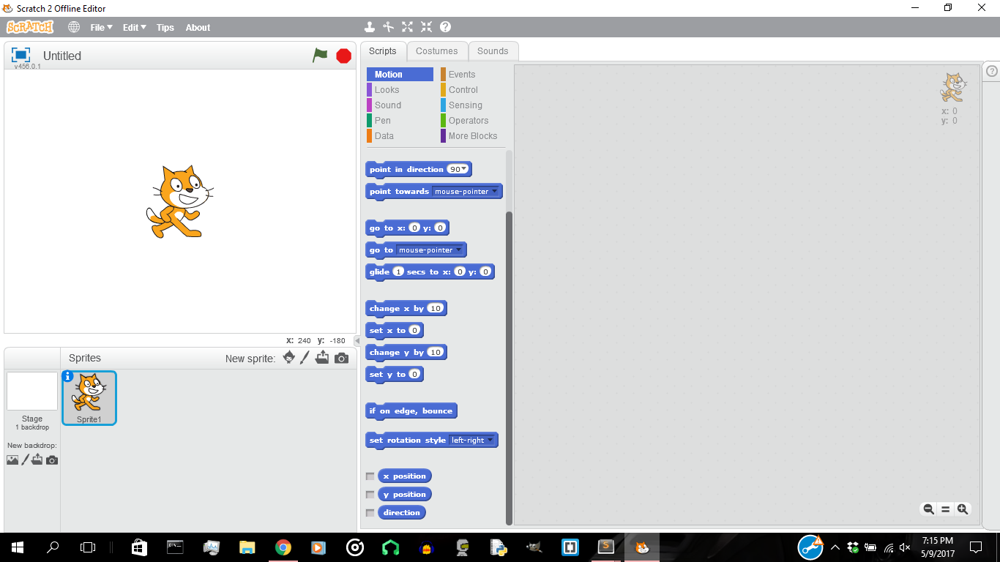 Scratch 2 Offline Editor
SCRATCH File Edit Tips About
Untitled
v456.0.1
Scripts Costumes Sounds
Motion Events
Looks Control
Sound Sensing
Pen Operators
Data More Blocks
point in direction 90
point towards mouse-pointer
go to x: 0 y: 0
go to mouse-pointer
glide 1 secs to x: 0 y: 0
change x by 10
set x to 0
change y by 10
set y to 0
if on edge, bounce
set rotation style left-right
x position
y position
direction
x: 0
y: 0
x: 240 y: -180
Sprites New sprite:
Stage
1 backdrop
New backdrop:
Sprite1
7:15 PM
5/9/2017